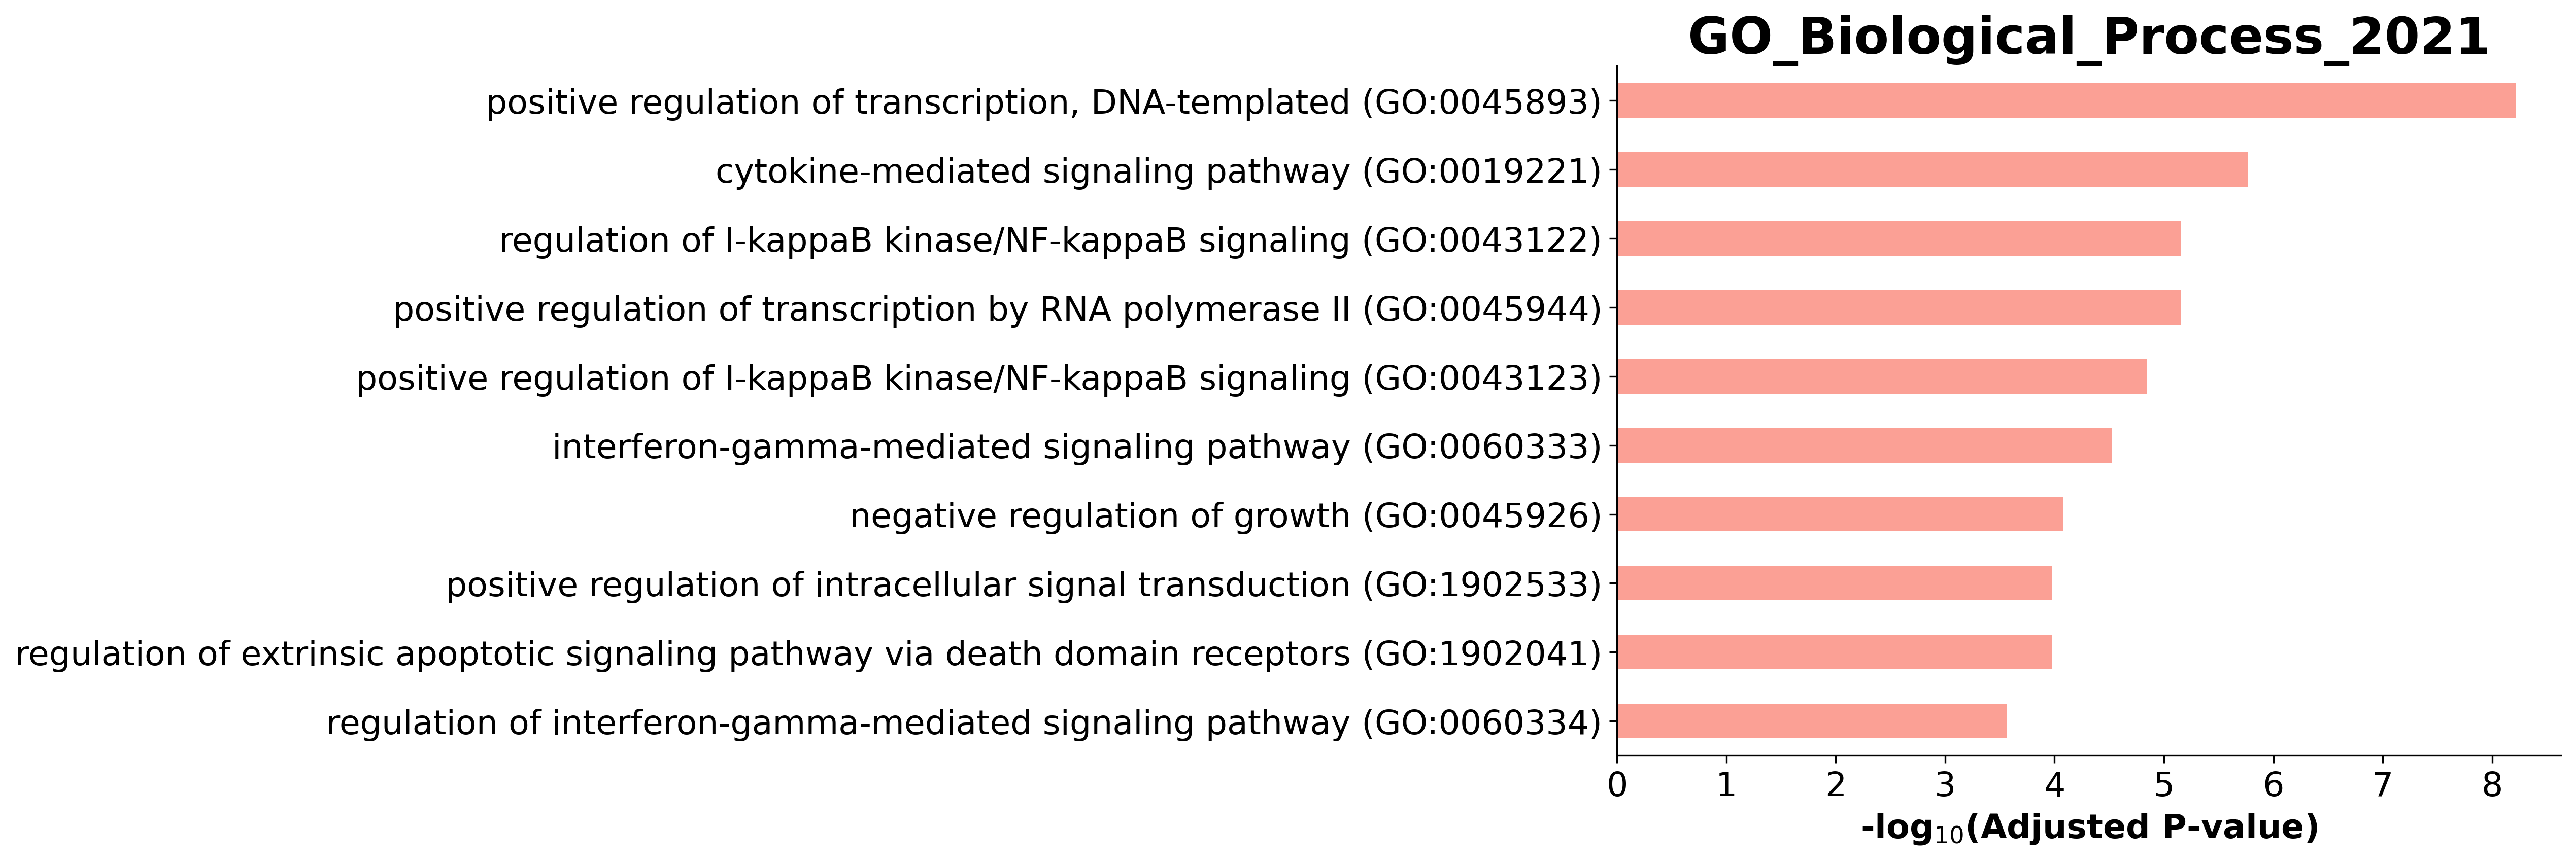 GO_Biological_Process_2021
positive regulation of transcription, DNA-templated (GO:0045893)
cytokine-mediated signaling pathway (GO:0019221)
regulation of I-kappaB kinase/NF-kappaB signaling (GO:0043122)
positive regulation of transcription by RNA polymerase II (GO:0045944)
positive regulation of I-kappaB kinase/NF-kappaB signaling (GO:0043123)
interferon-gamma-mediated signaling pathway (GO:0060333)
negative regulation of growth (GO:0045926)
positive regulation of intracellular signal transduction (GO:1902533)
regulation of extrinsic apoptotic signaling pathway via death domain receptors (GO:1902041)
regulation of interferon-gamma-mediated signaling pathway (GO:0060334)
0 1 2 3 4 5 6 7 8
-log₁₀(Adjusted P-value)